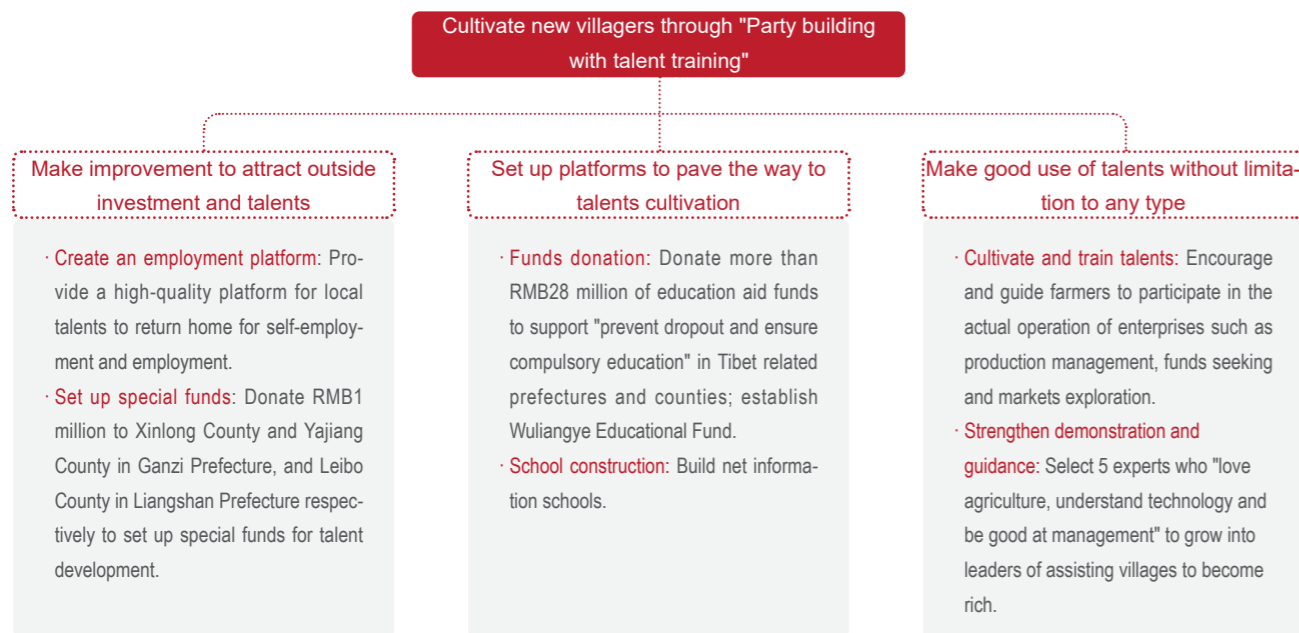 Cultivate new villagers through "Party building
with talent training"
Make improvement to attract outside
investment and talents
· Create an employment platform: Pro-
vide a high-quality platform for local
talents to return home for self-employ-
ment and employment.
· Set up special funds: Donate RMB1
million to Xinlong County and Yajiang
County in Ganzi Prefecture, and Leibo
County in Liangshan Prefecture respec-
tively to set up special funds for talent
development.
Set up platforms to pave the way to
talents cultivation
· Funds donation: Donate more than
RMB28 million of education aid funds
to support "prevent dropout and ensure
compulsory education" in Tibet related
prefectures and counties; establish
Wuliangye Educational Fund.
· School construction: Build net informa-
tion schools.
Make good use of talents without limita-
tion to any type
· Cultivate and train talents: Encourage
and guide farmers to participate in the
actual operation of enterprises such as
production management, funds seeking
and markets exploration.
· Strengthen demonstration and
guidance: Select 5 experts who "love
agriculture, understand technology and
be good at management" to grow into
leaders of assisting villages to become
rich.